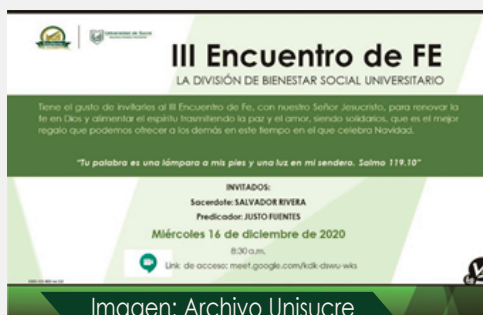 Universidad de Sucre
III Encuentro de FE
LA DIVISIÓN DE BIENESTAR SOCIAL UNIVERSITARIO
Tiene el gusto de invitarles al III Encuentro de Fe, con nuestro Señor Jesucristo, para renovar la
fe en Dios y alimentar el espíritu trasmitiendo la paz y el amor, siendo solidarios, que es el mejor
regalo que podemos ofrecer a los demás en este tiempo en el que celebra Navidad.
"Tu palabra es una lámpara a mis pies y una luz en mi sendero. Salmo 119.10"
INVITADOS:
Sacerdote: SALVADOR RIVERA
Predicador: JUSTO FUENTES
Miércoles 16 de diciembre de 2020
8:30 a.m.
Link de acceso: meet.google.com/kdk-dswu-wks
Imagen: Archivo Unisucre